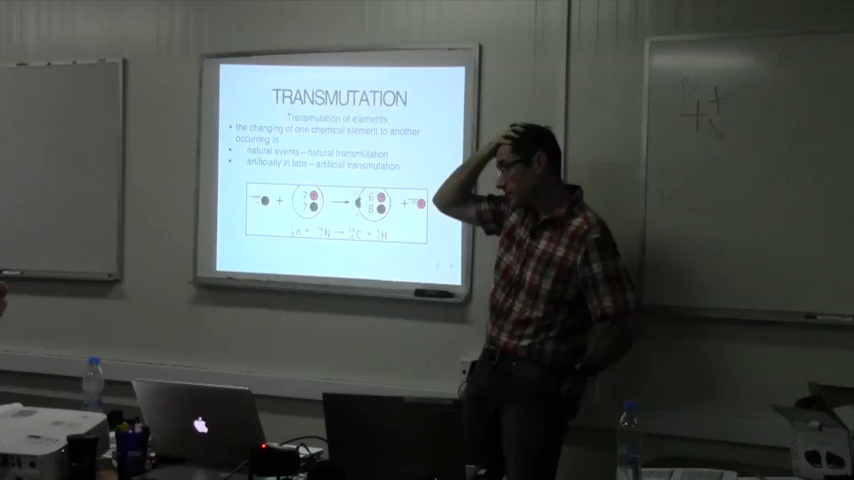 TRANSMUTATION
Transmutation of elements:
• the changing of one chemical element to another
occurring in:
• natural events – natural transmutation
• artificially in labs – artificial transmutation
+ 7 → 6 +
7 8
n + N → C + H
N +
+ N